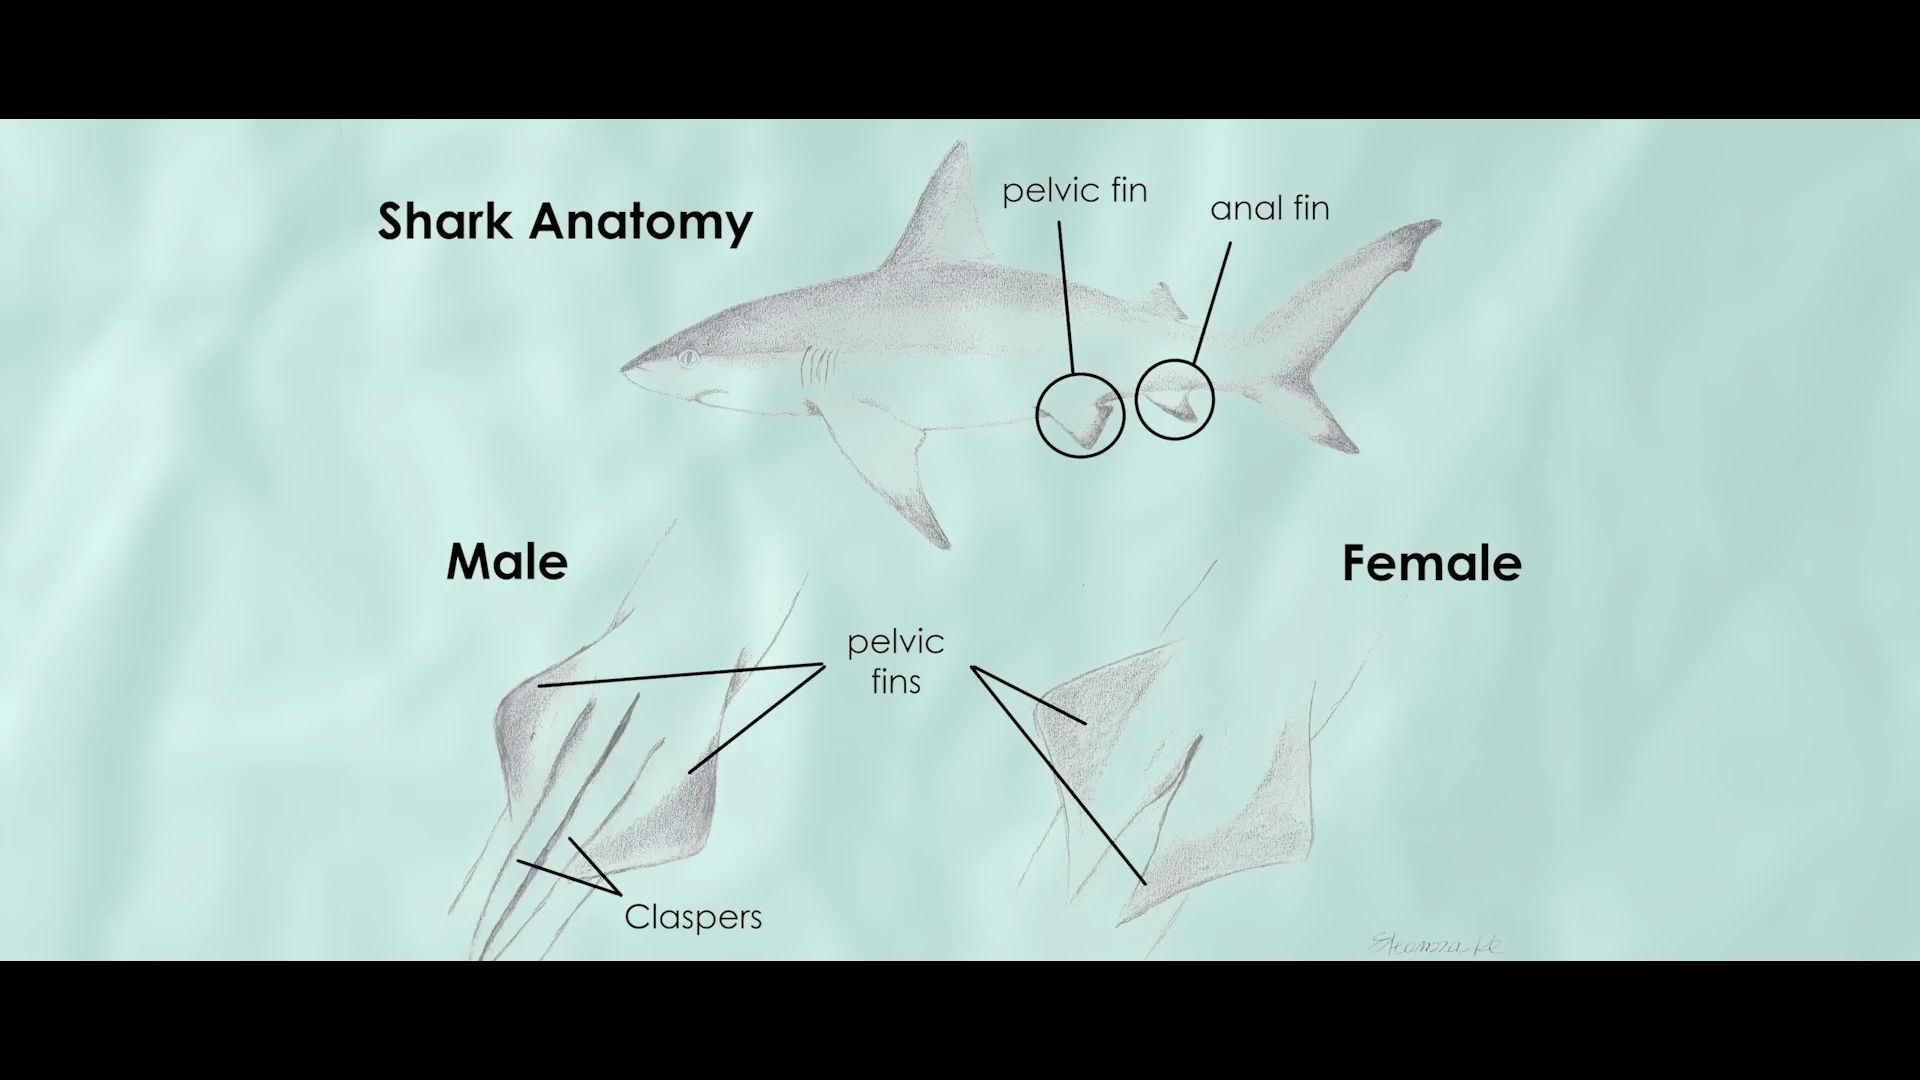 Shark Anatomy
pelvic fin
anal fin
Male
Female
pelvic
fins
Claspers